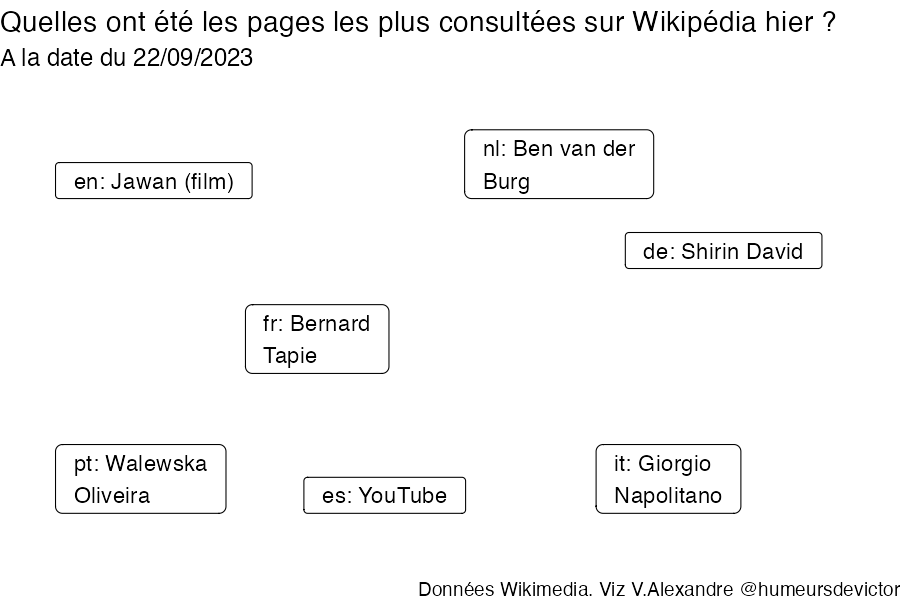 Quelles ont été les pages les plus consultées sur Wikipédia hier ?
A la date du 22/09/2023
nl: Ben van der
Burg
en: Jawan (film)
de: Shirin David
fr: Bernard
Tapie
pt: Walewska
Oliveira
es: YouTube
it: Giorgio
Napolitano
Données Wikimedia. Viz V.Alexandre @humeursdevictor